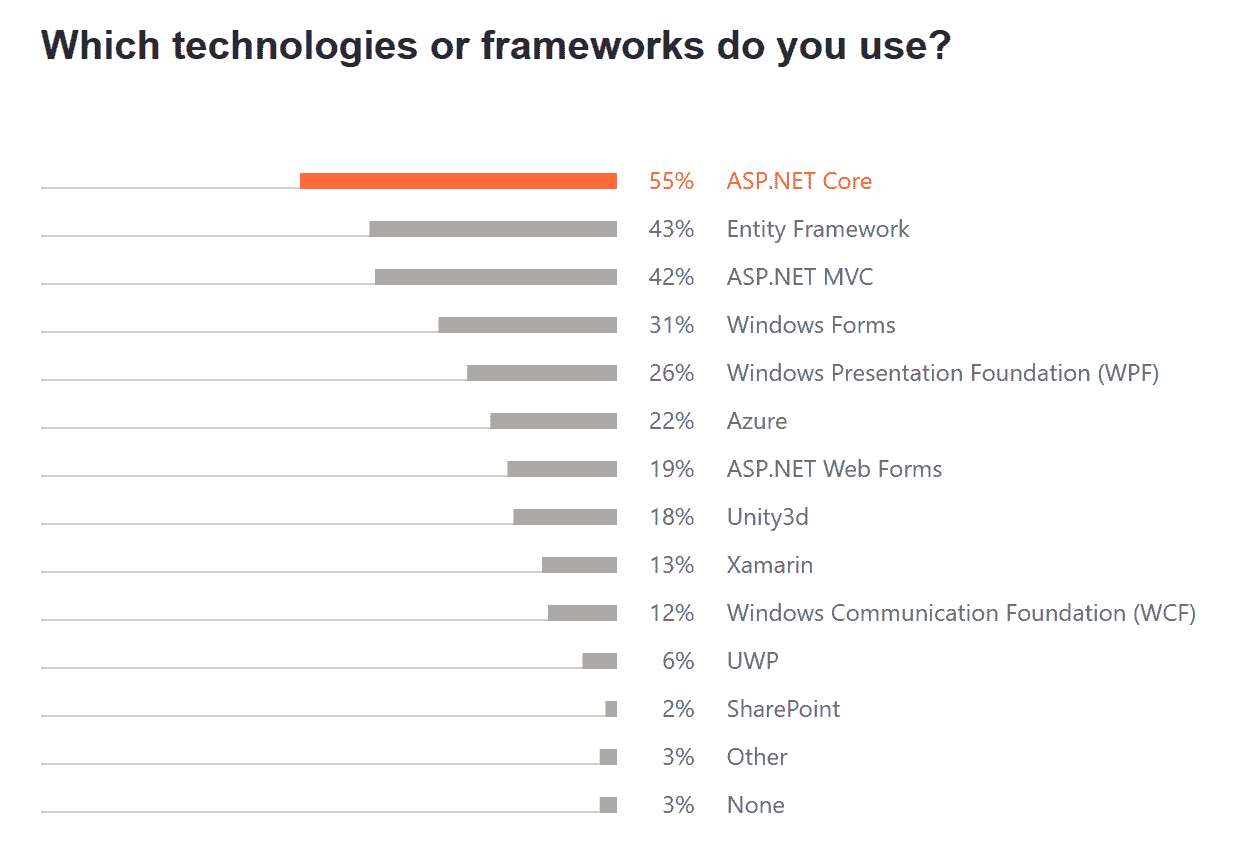 Which technologies or frameworks do you use?
55% ASP.NET Core
43% Entity Framework
42% ASP.NET MVC
31% Windows Forms
26% Windows Presentation Foundation (WPF)
22% Azure
19% ASP.NET Web Forms
18% Unity3d
13% Xamarin
12% Windows Communication Foundation (WCF)
6% UWP
2% SharePoint
3% Other
3% None